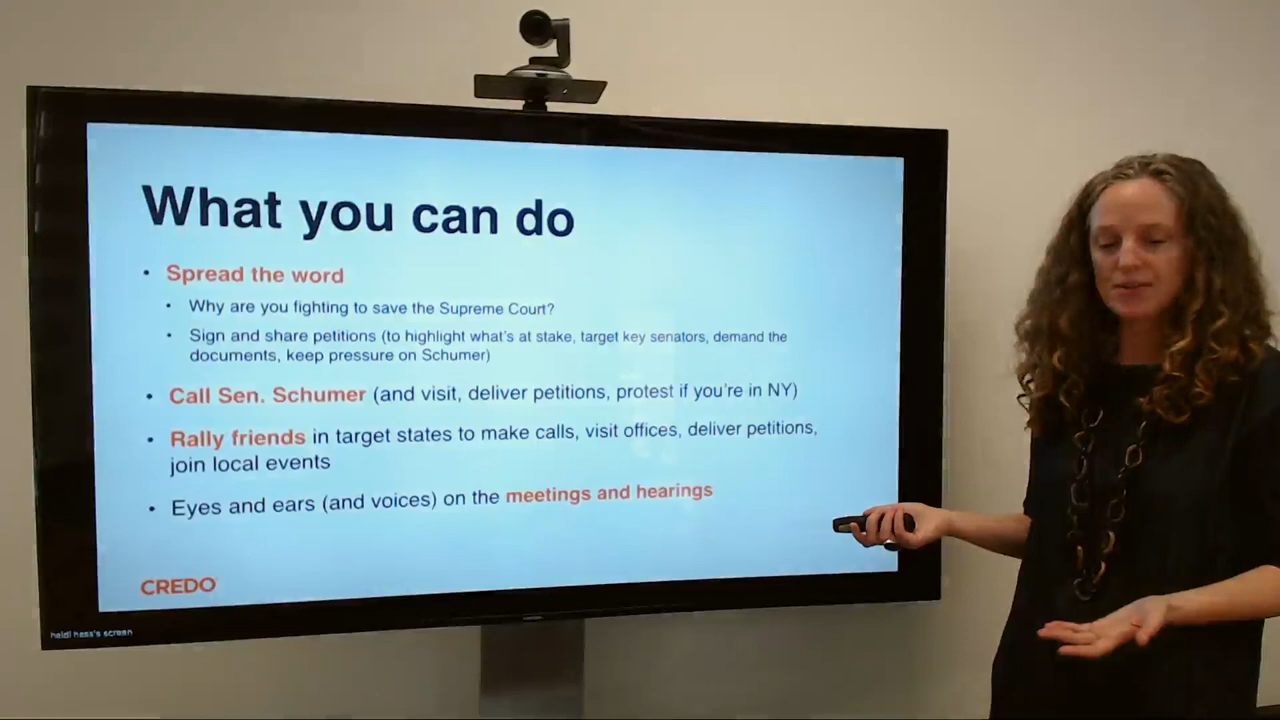 What you can do
• Spread the word
• Why are you fighting to save the Supreme Court?
• Sign and share petitions (to highlight what's at stake, target key senators, demand the
documents, keep pressure on Schumer)
• Call Sen. Schumer (and visit, deliver petitions, protest if you're in NY)
• Rally friends in target states to make calls, visit offices, deliver petitions,
join local events
• Eyes and ears (and voices) on the meetings and hearings
CREDO
heidi hess's screen